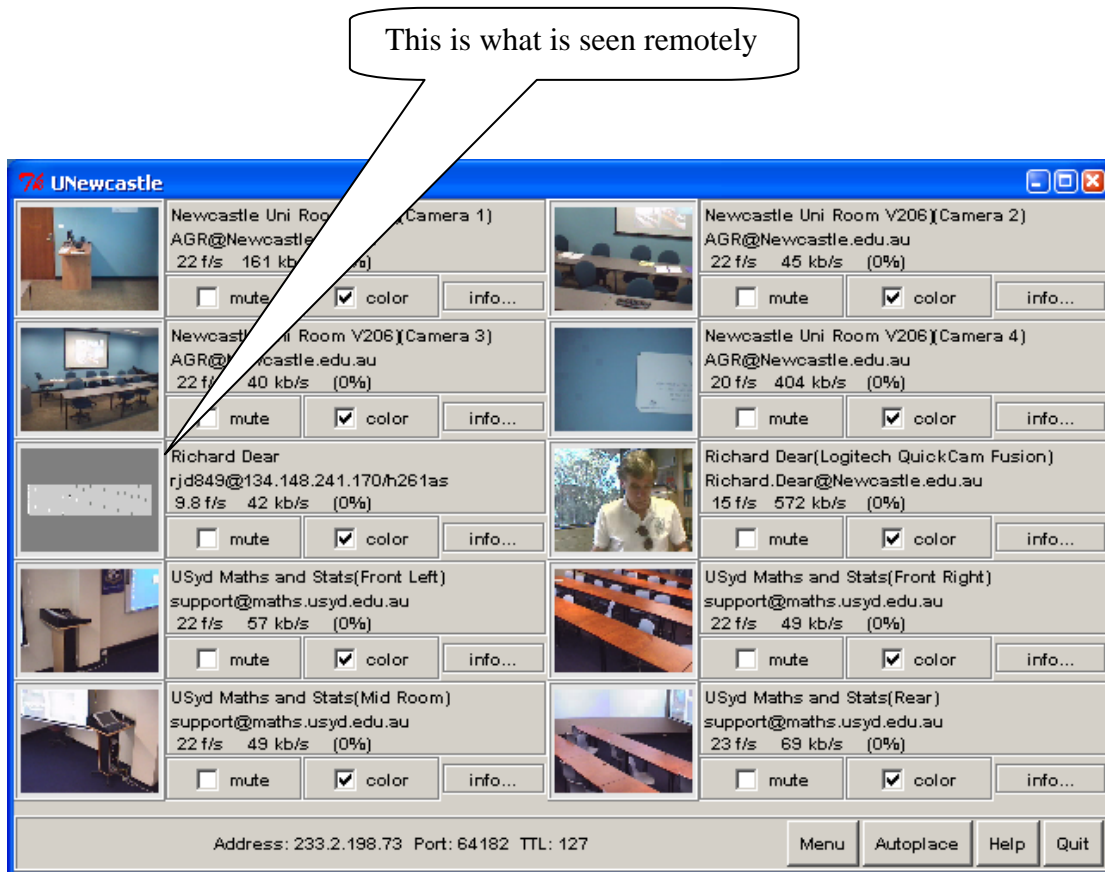 This is what is seen remotely
UNewcastle
Newcastle Uni Camera 1)
AGR@Newcastle
22 f/s 161
mute color info...
Newcastle Uni Room V206)(Camera 2)
AGR@Newcastle.edu.au
22 f/s 45 kb/s (0%)
mute color info...
Room V206)(Camera 3)
AGR@Newcastle.edu.au
22 f/s 40 kb/s (0%)
mute color info...
Newcastle Uni Room V206)(Camera 4)
AGR@Newcastle.edu.au
20 f/s 404 kb/s (0%)
mute color info...
Richard Dear
rjd849@134.148.241.170/h261as
9.8 f/s 42 kb/s (0%)
mute color info...
Richard Dear(Logitech QuickCam Fusion)
Richard.Dear@Newcastle.edu.au
15 f/s 572 kb/s (0%)
mute color info...
USyd Maths and Stats(Front Left)
support@maths.usyd.edu.au
22 f/s 57 kb/s (0%)
mute color info...
USyd Maths and Stats(Front Right)
support@maths.usyd.edu.au
22 f/s 49 kb/s (0%)
mute color info...
USyd Maths and Stats(Mid Room)
support@maths.usyd.edu.au
22 f/s 49 kb/s (0%)
mute color info...
USyd Maths and Stats(Rear)
support@maths.usyd.edu.au
23 f/s 69 kb/s (0%)
mute color info...
Address: 233.2.198.73 Port: 64182 TTL: 127 Menu Autoplace Help Quit